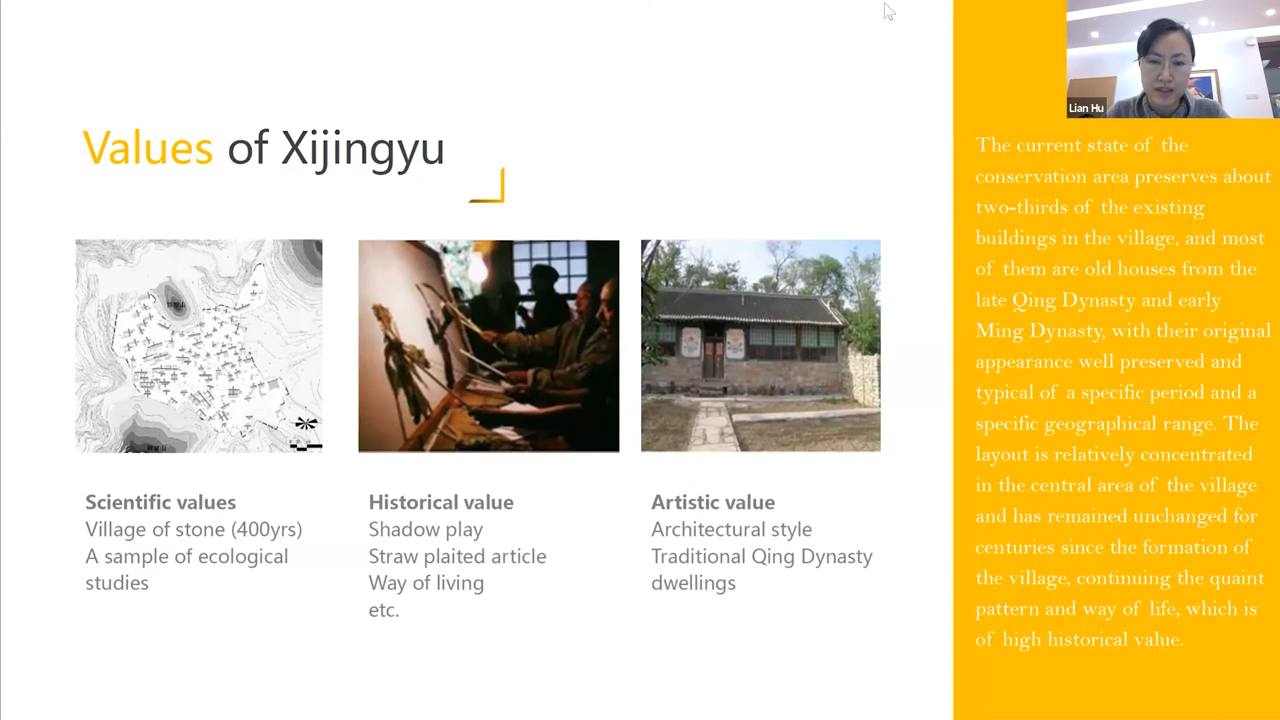 Lian Hu
Values of Xijingyu
Scientific values
Village of stone (400yrs)
A sample of ecological
studies
Historical value
Shadow play
Straw plaited article
Way of living
etc.
Artistic value
Architectural style
Traditional Qing Dynasty
dwellings
The current state of the
conservation area preserves about
two-thirds of the existing
buildings in the village, and most
of them are old houses from the
late Qing Dynasty and early
Ming Dynasty, with their original
appearance well preserved and
typical of a specific period and a
specific geographical range. The
layout is relatively concentrated
in the central area of the village
and has remained unchanged for
centuries since the formation of
the village, continuing the quaint
pattern and way of life, which is
of high historical value.